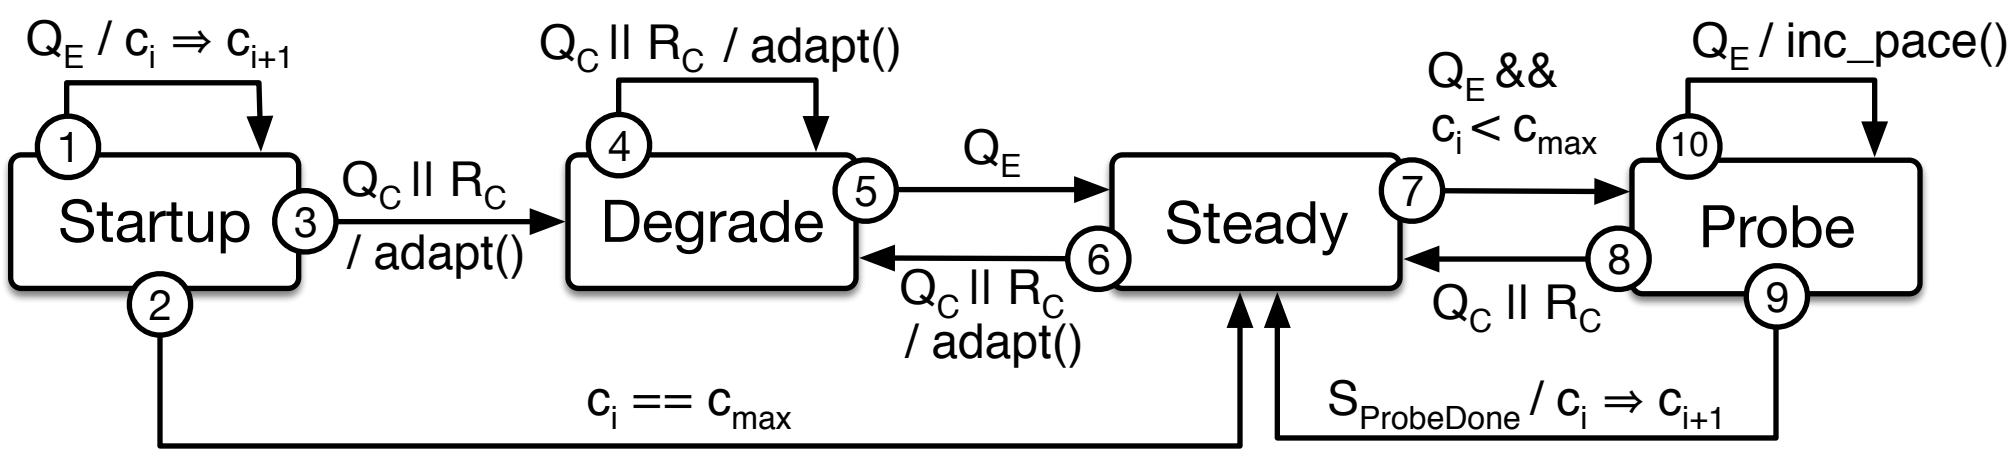 Q_E / c_i ⇒ c_{i+1}
1
Startup
2
3
Q_C || R_C
/ adapt()
Q_C || R_C / adapt()
4
Degrade
5
Q_E
6
Q_C || R_C
/ adapt()
Steady
7
Q_E &&
c_i < c_max
8
Q_C || R_C
Q_E / inc_pace()
10
Probe
9
c_i == c_max
S_ProbeDone / c_i ⇒ c_{i+1}